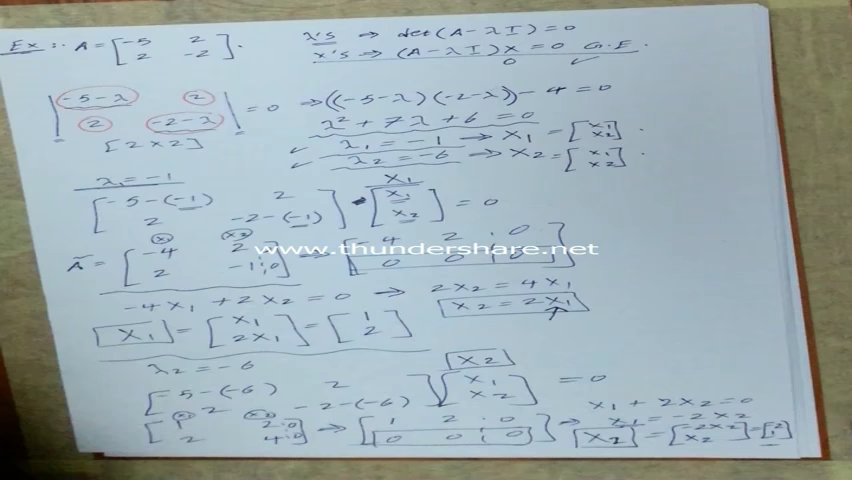 Ex :. A = [-5 2; 2 -2].
λ's ⇒ det(A - λI) = 0
x's ⇒ (A - λI)x = 0 G.E.
0
|-5-λ 2; 2 -2-λ| = 0 ⇒ ((-5-λ)(-2-λ)) - 4 = 0
[2x2]
λ² + 7λ + 6 = 0
λ₁ = -1 → X₁ = [x₁; x₂].
λ₂ = -6 → X₂ = [x₁; x₂].
λ₁ = -1
X₁
[-5-(-1) 2; 2 -2-(-1)] [x₁; x₂] = 0
www.thundershare.net
Ã = [-4 2 : 0; 2 -1 : 0] → [-4 2 : 0; 0 0 : 0]
-4x₁ + 2x₂ = 0 → 2x₂ = 4x₁
x₂ = 2x₁
X₁ = [x₁; 2x₁] = [1; 2]
λ₂ = -6
X₂
[-5-(-6) 2; 2 -2-(-6)] [x₁; x₂] = 0
[1 2 : 0; 2 4 : 0] → [1 2 : 0; 0 0 : 0] → x₁ + 2x₂ = 0
x₁ = -2x₂
X₂ = [-2x₂; x₂] = [-2; 1]